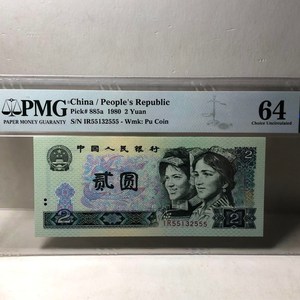 PMG
PAPER MONEY GUARANTY
China / People's Republic
Pick# 885a 1980 2 Yuan
S/N IR55132555 - Wmk: Pu Coin
64
Choice Uncirculated
中国人民银行
2
贰圆
2
2
IR55132555